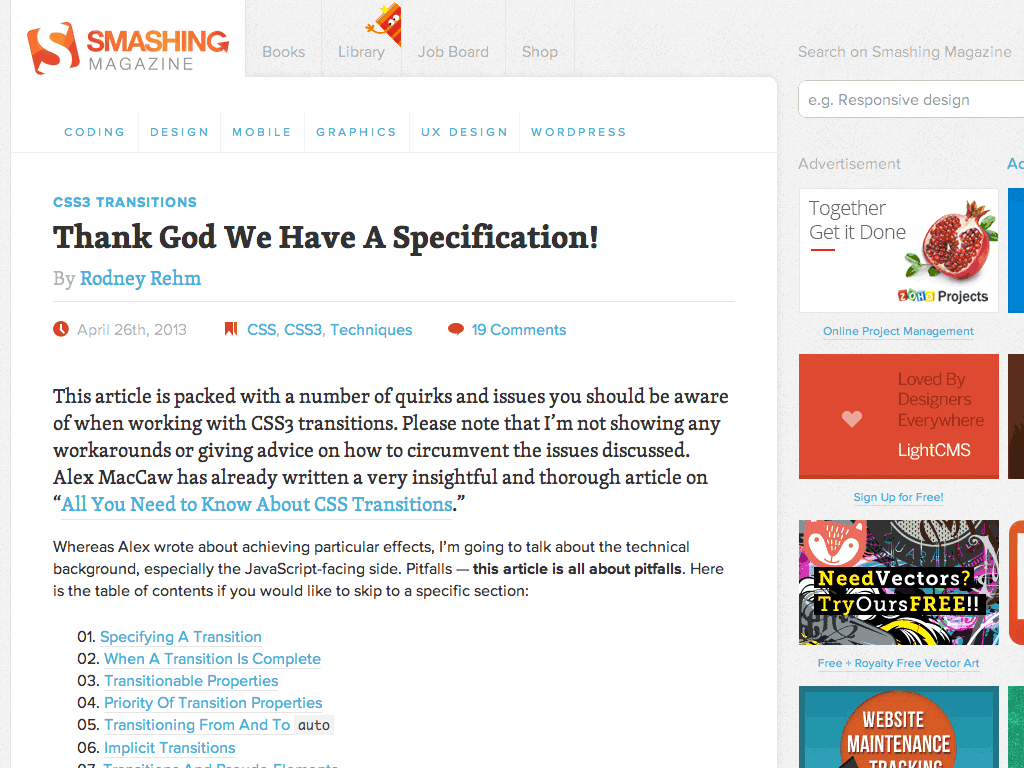 SMASHING
MAGAZINE
Books
Library
Job Board
Shop
Search on Smashing Magazine
e.g. Responsive design
CODING
DESIGN
MOBILE
GRAPHICS
UX DESIGN
WORDPRESS
CSS3 TRANSITIONS
Thank God We Have A Specification!
By Rodney Rehm
April 26th, 2013
CSS, CSS3, Techniques
19 Comments
This article is packed with a number of quirks and issues you should be aware
of when working with CSS3 transitions. Please note that I’m not showing any
workarounds or giving advice on how to circumvent the issues discussed.
Alex MacCaw has already written a very insightful and thorough article on
“All You Need to Know About CSS Transitions.”
Whereas Alex wrote about achieving particular effects, I’m going to talk about the technical
background, especially the JavaScript-facing side. Pitfalls — this article is all about pitfalls. Here
is the table of contents if you would like to skip to a specific section:
01. Specifying A Transition
02. When A Transition Is Complete
03. Transitionable Properties
04. Priority Of Transition Properties
05. Transitioning From And To auto
06. Implicit Transitions
07. Transitions And Pseudo-Elements
Advertisement
Together
Get it Done
ZOHO Projects
Online Project Management
Loved By
Designers
Everywhere
LightCMS
Sign Up for Free!
NeedVectors?
TryOursFREE!!
Free + Royalty Free Vector Art
WEBSITE
MAINTENANCE
TRACKING